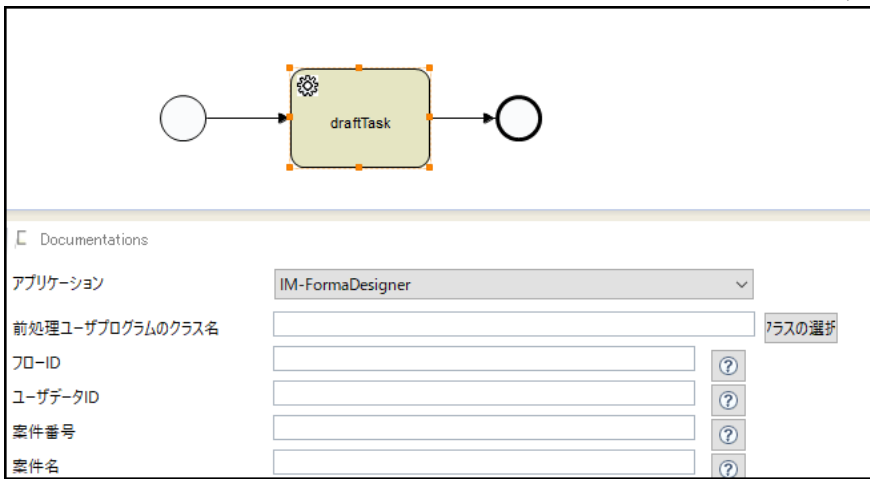 draftTask
Documentations
アプリケーション IM-FormaDesigner
前処理ユーザプログラムのクラス名 クラスの選択
フローID
ユーザデータID
案件番号
案件名